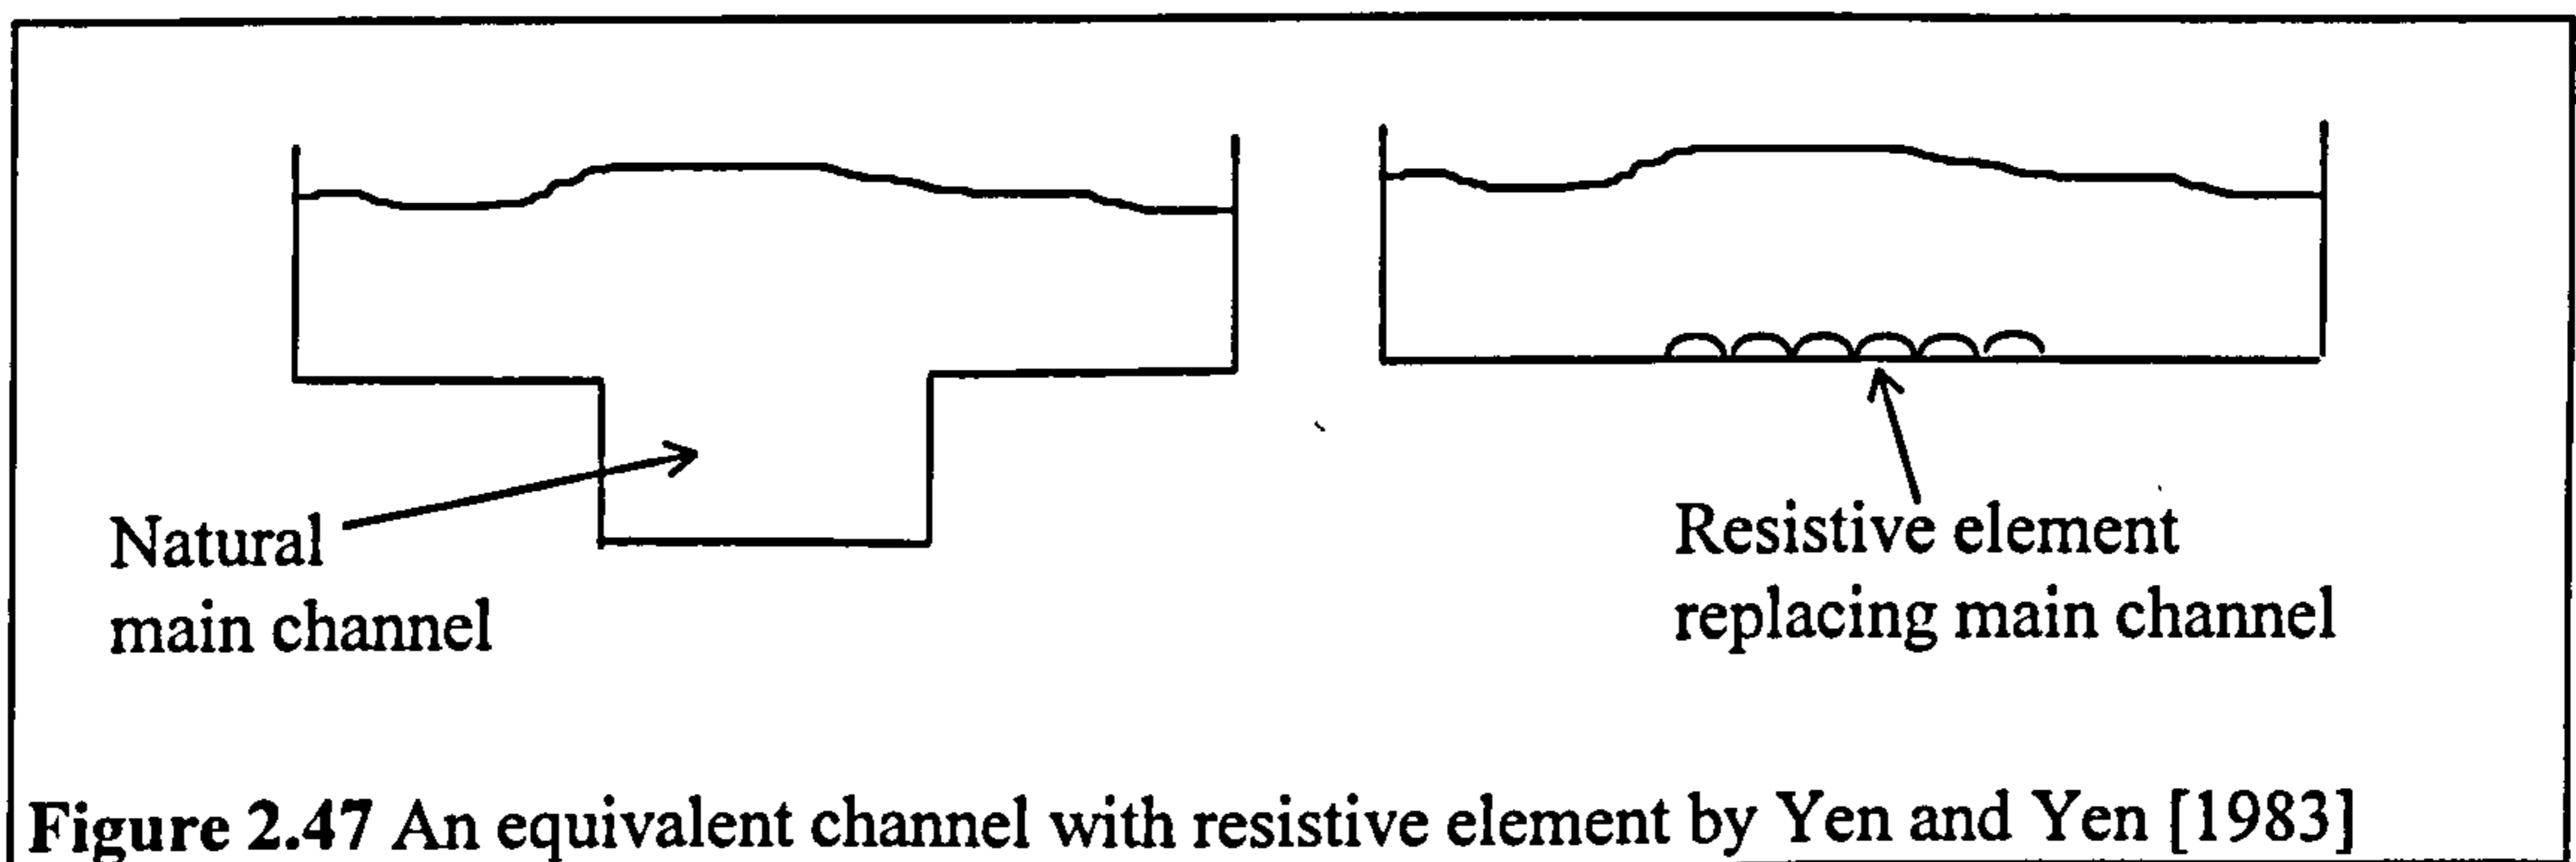 Natural
main channel
Resistive element
replacing main channel
Figure 2.47 An equivalent channel with resistive element by Yen and Yen [1983]